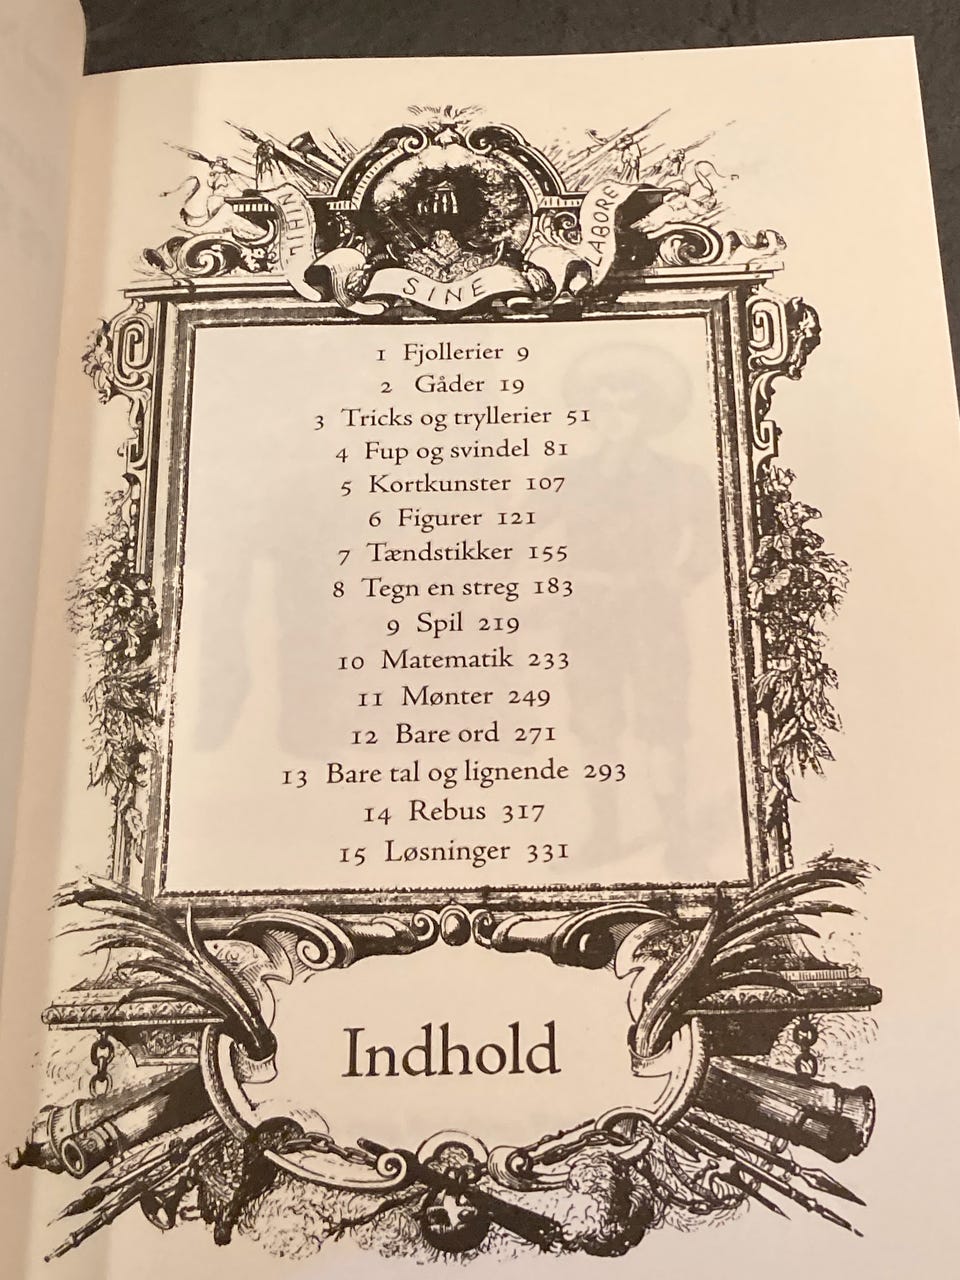 NIHIL
SINE
LABORE
1 Fjollerier 9
2 Gåder 19
3 Tricks og tryllerier 51
4 Fup og svindel 81
5 Kortkunster 107
6 Figurer 121
7 Tændstikker 155
8 Tegn en streg 183
9 Spil 219
10 Matematik 233
11 Mønter 249
12 Bare ord 271
13 Bare tal og lignende 293
14 Rebus 317
15 Løsninger 331
Indhold